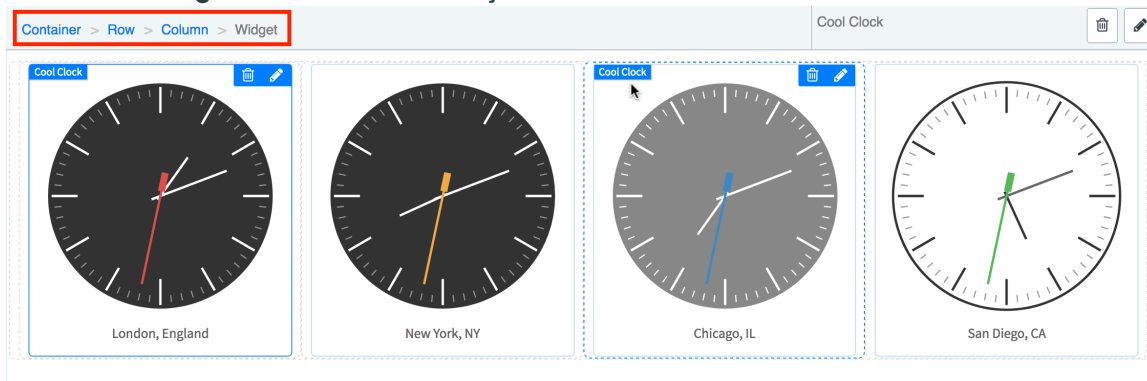 Container > Row > Column > Widget
Cool Clock
Cool Clock
Cool Clock
London, England
New York, NY
Chicago, IL
San Diego, CA